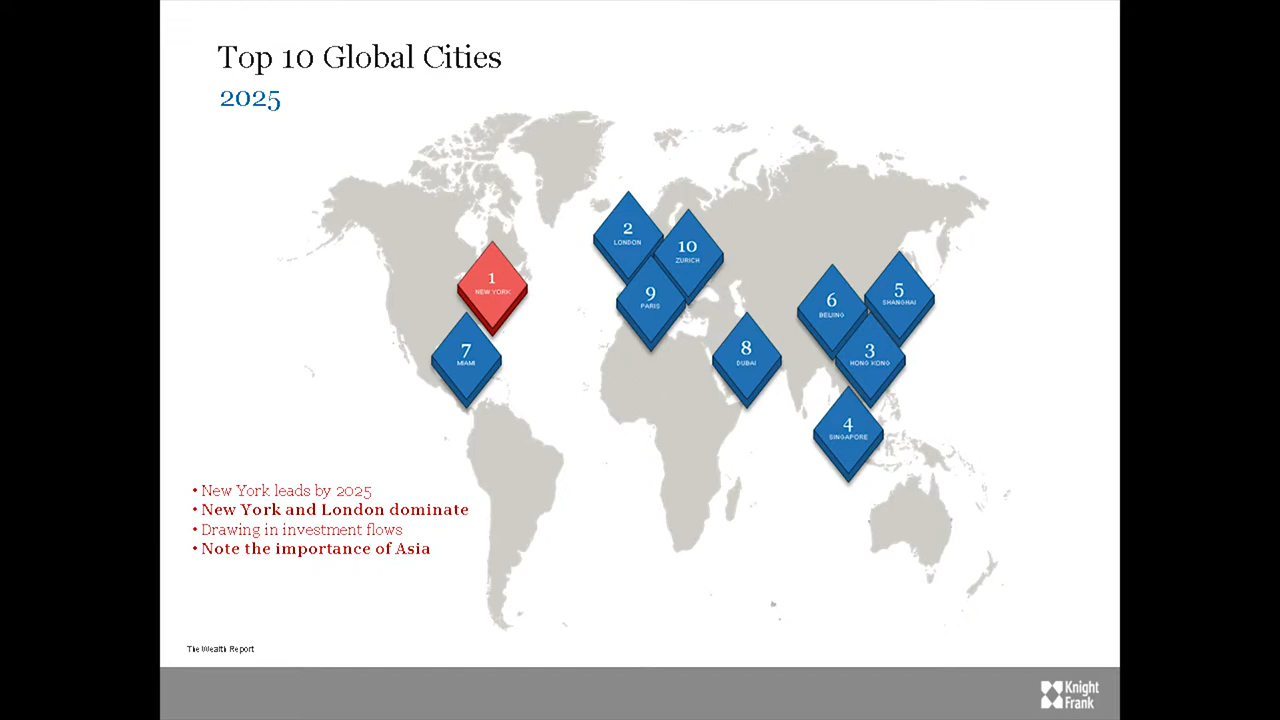 Top 10 Global Cities
2025
1
NEW YORK
2
LONDON
10
ZURICH
9
PARIS
7
MIAMI
8
DUBAI
6
BEIJING
5
SHANGHAI
3
HONG KONG
4
SINGAPORE
• New York leads by 2025
• New York and London dominate
• Drawing in investment flows
• Note the importance of Asia
The Wealth Report
Knight
Frank